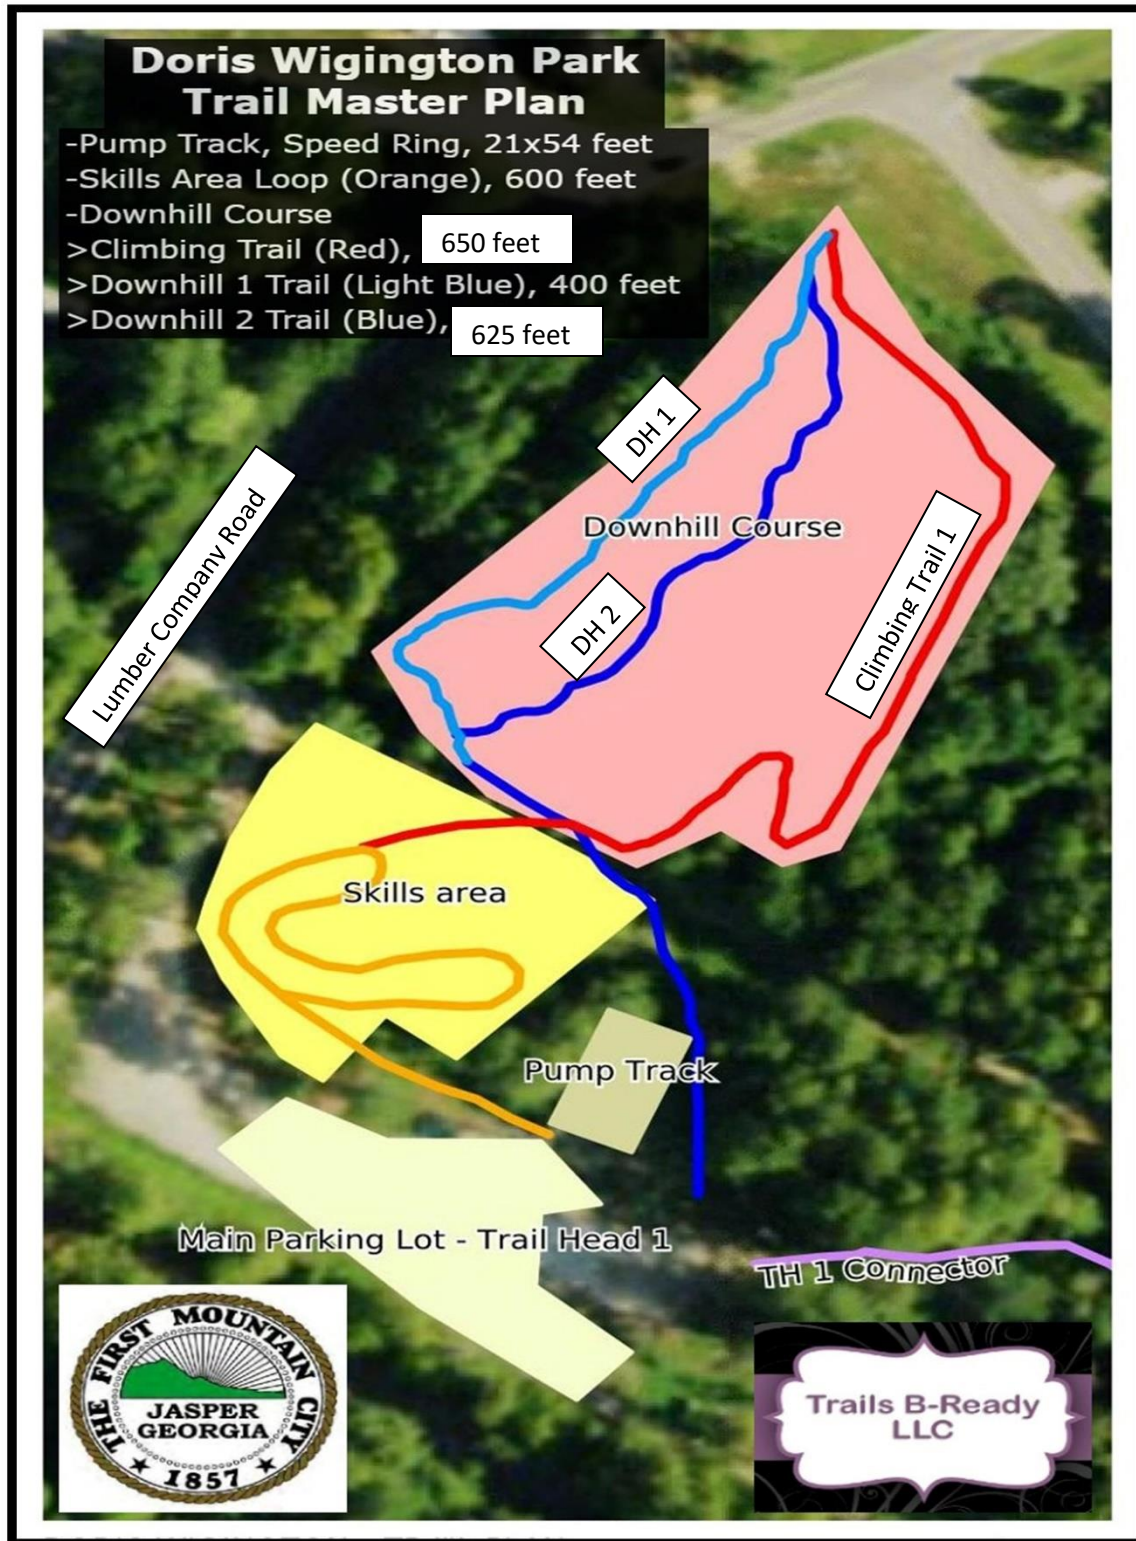 Doris Wigington Park
Trail Master Plan
-Pump Track, Speed Ring, 21x54 feet
-Skills Area Loop (Orange), 600 feet
-Downhill Course
>Climbing Trail (Red), 650 feet
>Downhill 1 Trail (Light Blue), 400 feet
>Downhill 2 Trail (Blue), 625 feet
DH 1
Lumber Company Road
Downhill Course
Climbing Trail 1
DH 2
Skills area
Pump Track
Main Parking Lot - Trail Head 1
TH 1 Connector
THE FIRST MOUNTAIN CITY
JASPER
GEORGIA
1857
Trails B-Ready
LLC